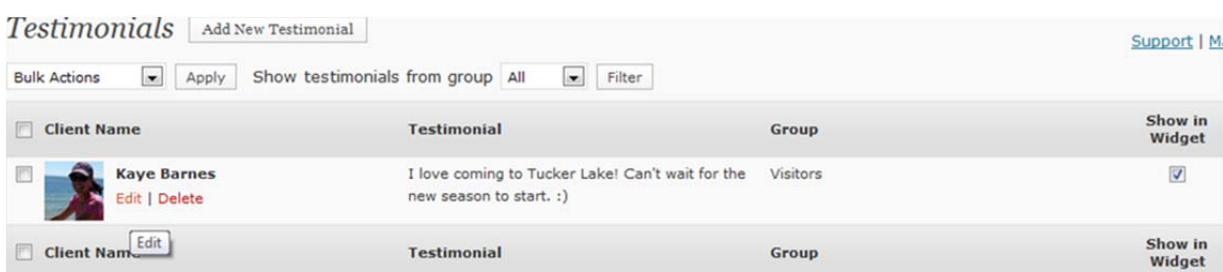 Testimonials Add New Testimonial
Support |
Bulk Actions Apply Show testimonials from group All Filter
Client Name Testimonial Group Show in
Widget
Kaye Barnes I love coming to Tucker Lake! Can't wait for the Visitors
Edit | Delete new season to start. :)
Edit
Client Name Testimonial Group Show in
Widget